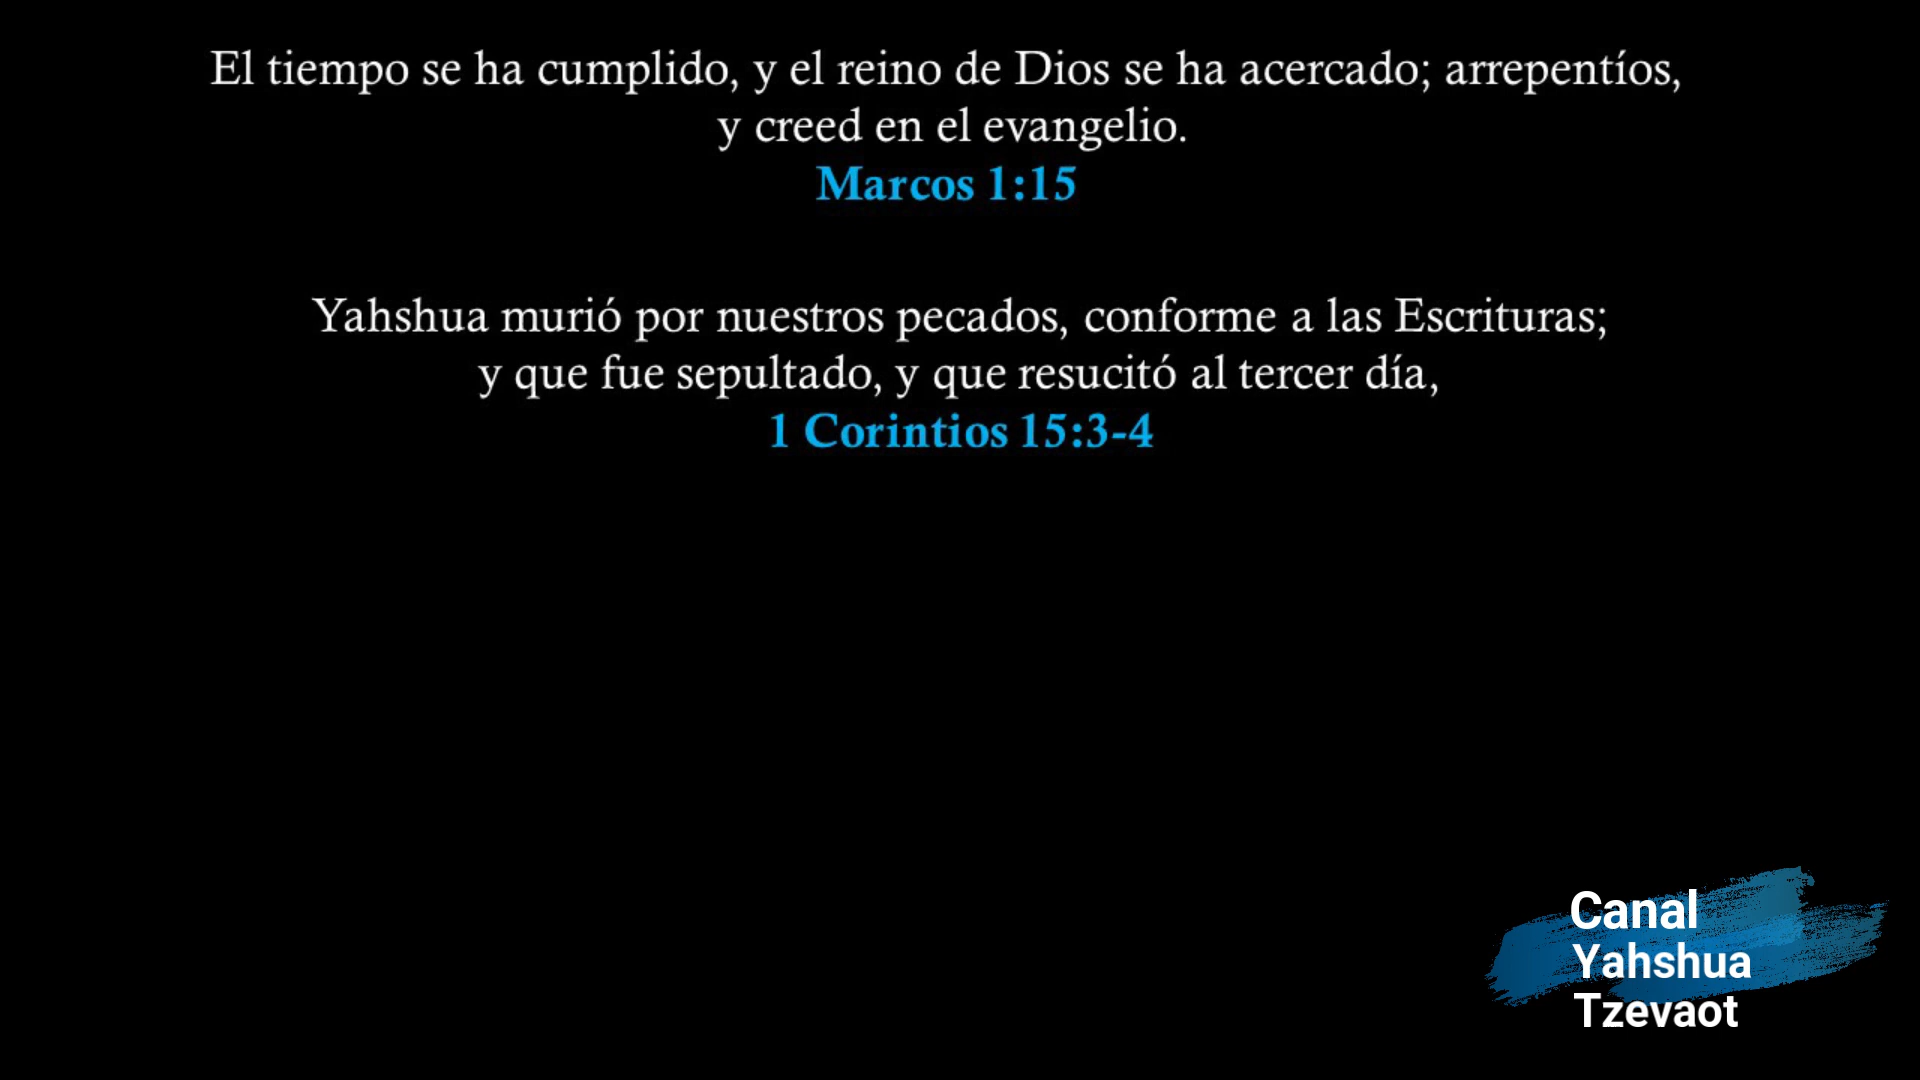 El tiempo se ha cumplido, y el reino de Dios se ha acercado; arrepentíos,
y creed en el evangelio.
Marcos 1:15
Yahshua murió por nuestros pecados, conforme a las Escrituras;
y que fue sepultado, y que resucitó al tercer día,
1 Corintios 15:3-4
Canal
Yahshua
Tzevaot